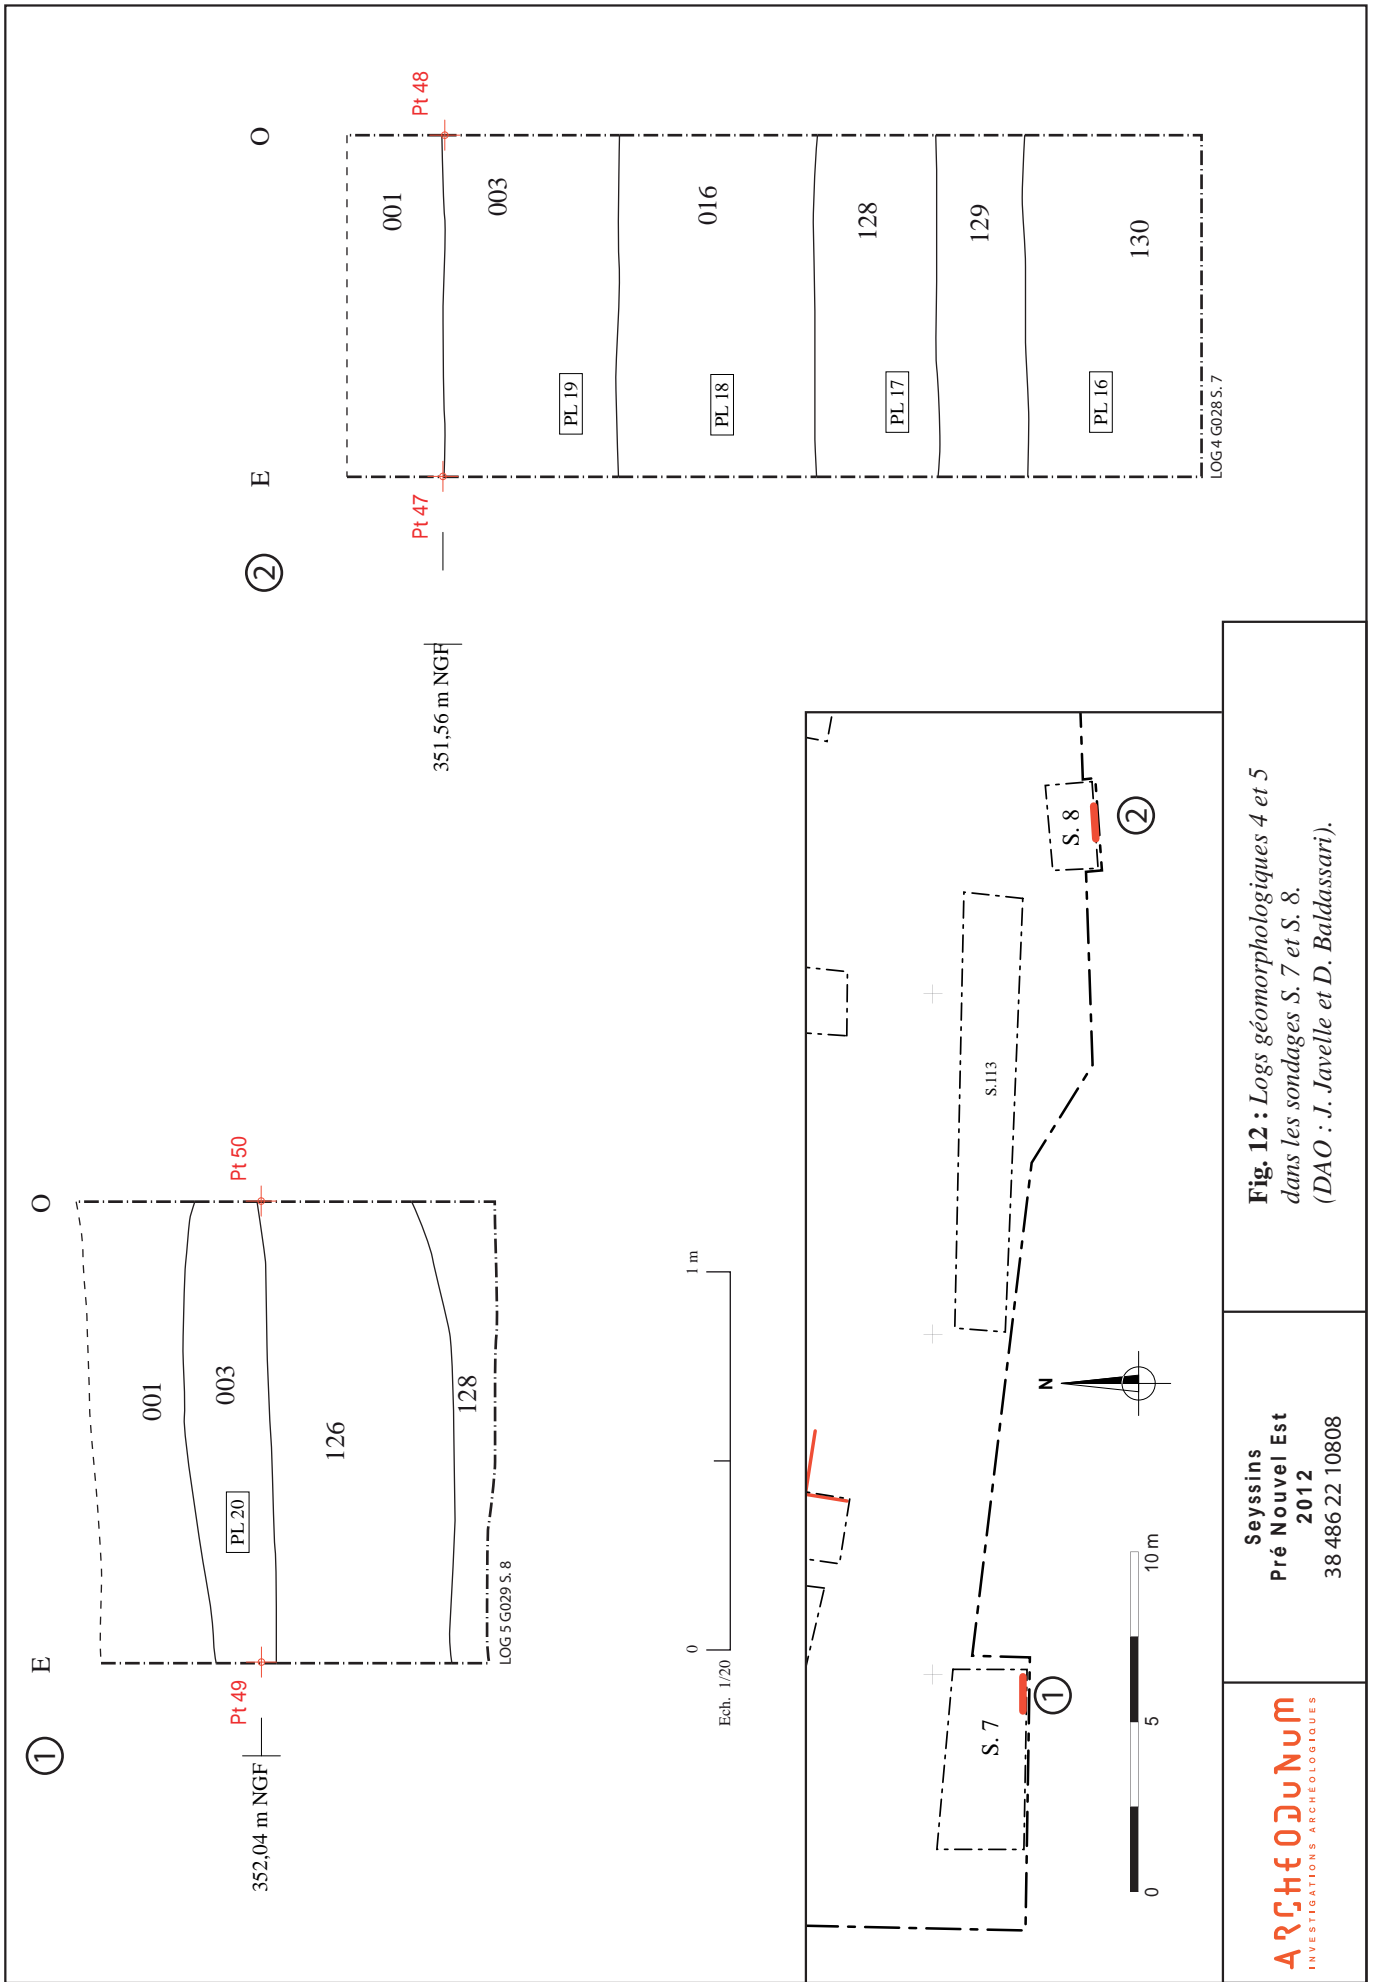 1
E
O
352,04 m NGF
Pt 49
Pt 50
001
003
PL 20
126
128
LOG 5 G029 S. 8
2
E
O
351,56 m NGF
Pt 47
Pt 48
001
003
PL 19
016
PL 18
128
PL 17
129
130
PL 16
LOG 4 G028 S. 7
0
1 m
Ech. 1/20
S. 7
1
S.113
S. 8
2
N
0
5
10 m
ARCHEODUNUM
INVESTIGATIONS ARCHÉOLOGIQUES
Seyssins
Pré Nouvel Est
2012
38 486 22 10808
Fig. 12 : Logs géomorphologiques 4 et 5
dans les sondages S. 7 et S. 8.
(DAO : J. Javelle et D. Baldassari).